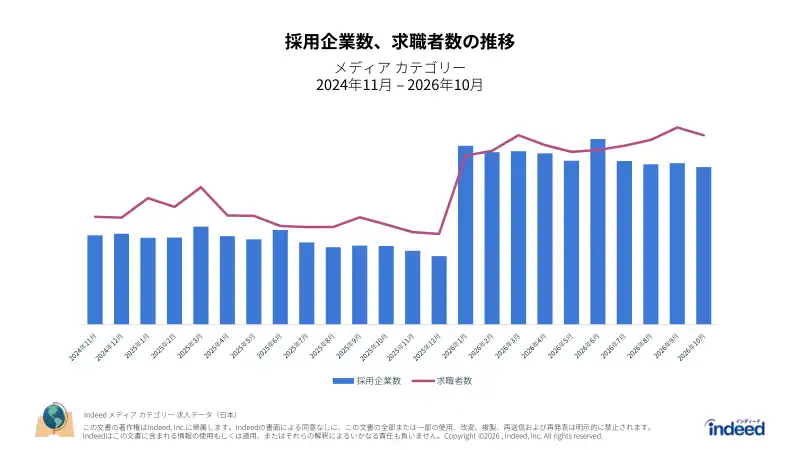 採用企業数、求職者数の推移
メディア カテゴリー
2024年11月 – 2026年10月
2024年11月
2024年12月
2025年1月
2025年2月
2025年3月
2025年4月
2025年5月
2025年6月
2025年7月
2025年8月
2025年9月
2025年10月
2025年11月
2025年12月
2026年1月
2026年2月
2026年3月
2026年4月
2026年5月
2026年6月
2026年7月
2026年8月
2026年9月
2026年10月
採用企業数 求職者数
Indeed メディア カテゴリー 求人データ（日本）
この文書の著作権はIndeed, Inc.に帰属します。Indeedの書面による同意なしに、この文書の全部または一部の使用、改変、複製、再送信および再発表は明示的に禁止されます。
Indeedはこの文書に含まれる情報の使用もしくは適用、またはそれらの解釈によるいかなる責任も負いません。Copyright ©2026 , Indeed, Inc. All rights reserved.
インディード
indeed